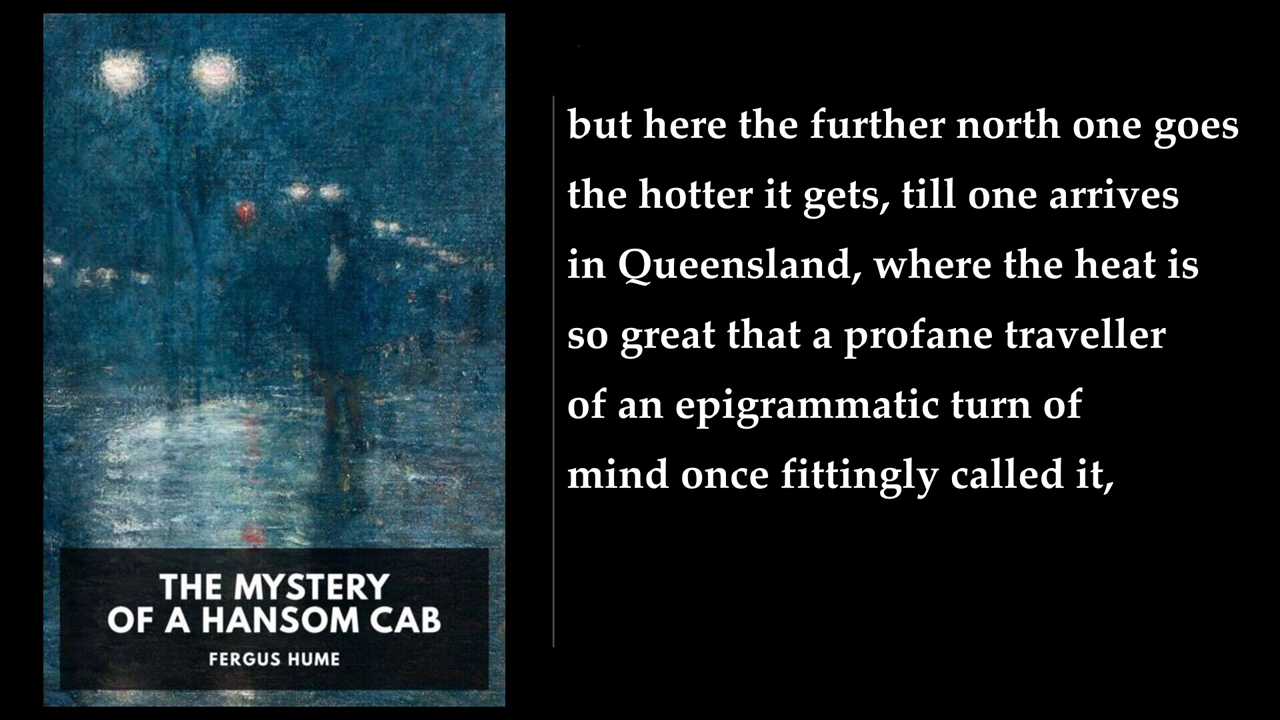 THE MYSTERY
OF A HANSOM CAB
FERGUS HUME
but here the further north one goes
the hotter it gets, till one arrives
in Queensland, where the heat is
so great that a profane traveller
of an epigrammatic turn of
mind once fittingly called it,